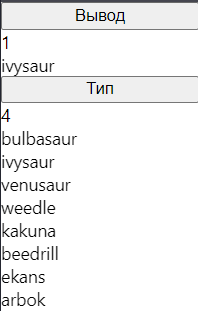 Вывод
1
ivysaur
Тип
4
bulbasaur
ivysaur
venusaur
weedle
kakuna
beedrill
ekans
arbok